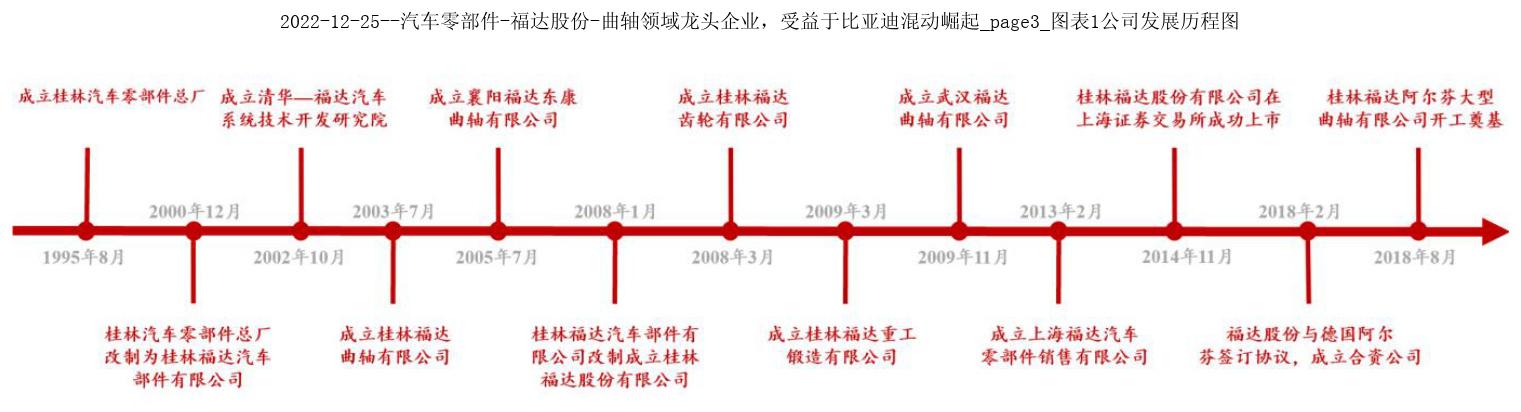 2022-12-25--汽车零部件-福达股份-曲轴领域龙头企业，受益于比亚迪混动崛起_page3_图表1公司发展历程图
成立桂林汽车零部件总厂
1995年8月
2000年12月
桂林汽车零部件总厂
改制为桂林福达汽车
部件有限公司
成立清华—福达汽车
系统技术开发研究院
2002年10月
2003年7月
成立桂林福达
曲轴有限公司
成立襄阳福达东康
曲轴有限公司
2005年7月
2008年1月
桂林福达汽车部件有
限公司改制成立桂林
福达股份有限公司
成立桂林福达
齿轮有限公司
2008年3月
2009年3月
成立桂林福达重工
锻造有限公司
成立武汉福达
曲轴有限公司
2009年11月
2013年2月
成立上海福达汽车
零部件销售有限公司
桂林福达股份有限公司在
上海证券交易所成功上市
2014年11月
2018年2月
福达股份与德国阿尔
芬签订协议，成立合资公司
桂林福达阿尔芬大型
曲轴有限公司开工奠基
2018年8月